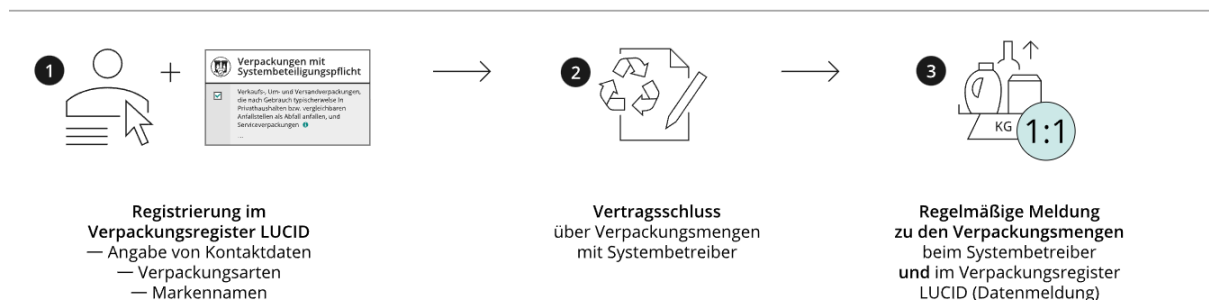 1
Verpackungen mit
Systembeteiligungspflicht
Verkaufs-, Um- und Versandverpackungen,
die nach Gebrauch typischerweise in
Privathaushalten bzw. vergleichbaren
Anfallstellen als Abfall anfallen, und
Serviceverpackungen i
...
Registrierung im
Verpackungsregister LUCID
— Angabe von Kontaktdaten
— Verpackungsarten
— Markennamen
2
Vertragsschluss
über Verpackungsmengen
mit Systembetreiber
3
KG
1:1
Regelmäßige Meldung
zu den Verpackungsmengen
beim Systembetreiber
und im Verpackungsregister
LUCID (Datenmeldung)